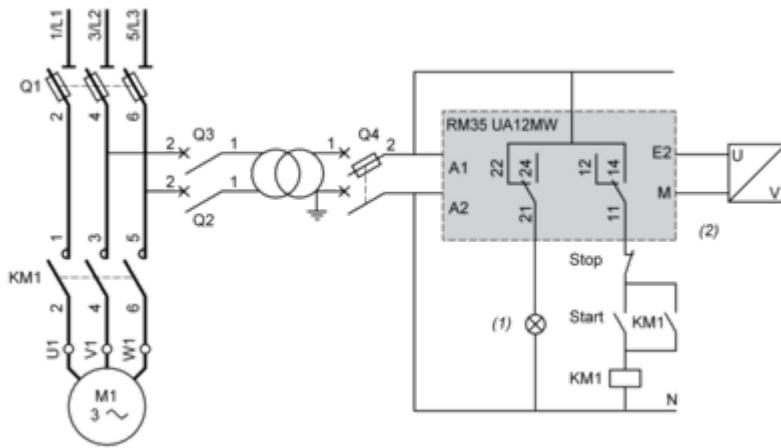 1/L1
3/L2
5/L3
Q1
2
4
6
Q3
2
1
Q4
2
1
RM35 UA12MW
2
1
Q2
1
A1
A2
22
24
21
12
14
11
E2
M
U
V
(2)
1
3
5
KM1
2
4
6
U1
V1
W1
M1
3
Stop
(1)
Start
KM1
KM1
N